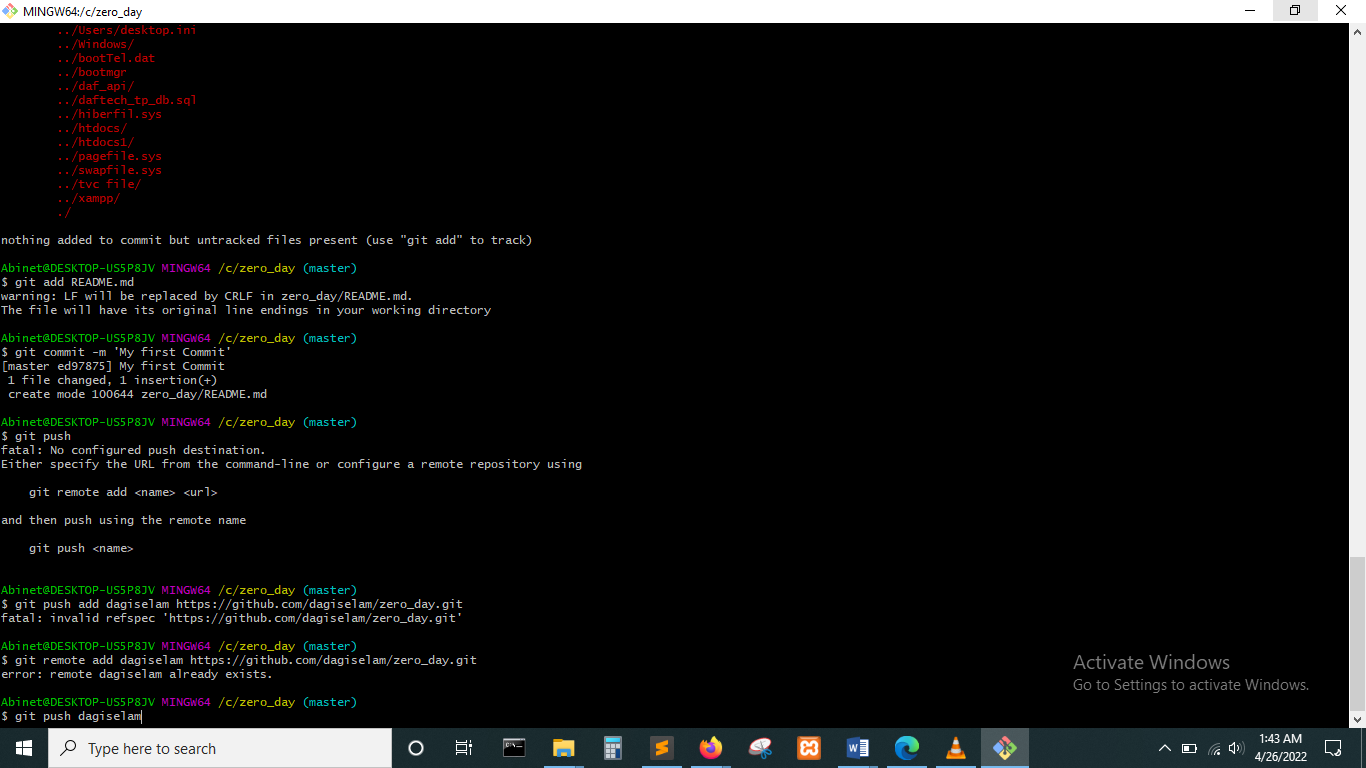 MINGW64:/c/zero_day
../Users/desktop.ini
../Windows/
../bootTel.dat
../bootmgr
../daf_api/
../daftech_tp_db.sql
../hiberfil.sys
../htdocs/
../htdocs1/
../pagefile.sys
../swapfile.sys
../tvc file/
../xampp/
./
nothing added to commit but untracked files present (use "git add" to track)
Abinet@DESKTOP-US5P8JV MINGW64 /c/zero_day (master)
$ git add README.md
warning: LF will be replaced by CRLF in zero_day/README.md.
The file will have its original line endings in your working directory
Abinet@DESKTOP-US5P8JV MINGW64 /c/zero_day (master)
$ git commit -m 'My first Commit'
[master ed97875] My first Commit
1 file changed, 1 insertion(+)
create mode 100644 zero_day/README.md
Abinet@DESKTOP-US5P8JV MINGW64 /c/zero_day (master)
$ git push
fatal: No configured push destination.
Either specify the URL from the command-line or configure a remote repository using
git remote add <name> <url>
and then push using the remote name
git push <name>
Abinet@DESKTOP-US5P8JV MINGW64 /c/zero_day (master)
$ git push add dagiselam https://github.com/dagiselam/zero_day.git
fatal: invalid refspec 'https://github.com/dagiselam/zero_day.git'
Abinet@DESKTOP-US5P8JV MINGW64 /c/zero_day (master)
$ git remote add dagiselam https://github.com/dagiselam/zero_day.git
error: remote dagiselam already exists.
Abinet@DESKTOP-US5P8JV MINGW64 /c/zero_day (master)
$ git push dagiselam
Activate Windows
Go to Settings to activate Windows.
Type here to search
1:43 AM
4/26/2022